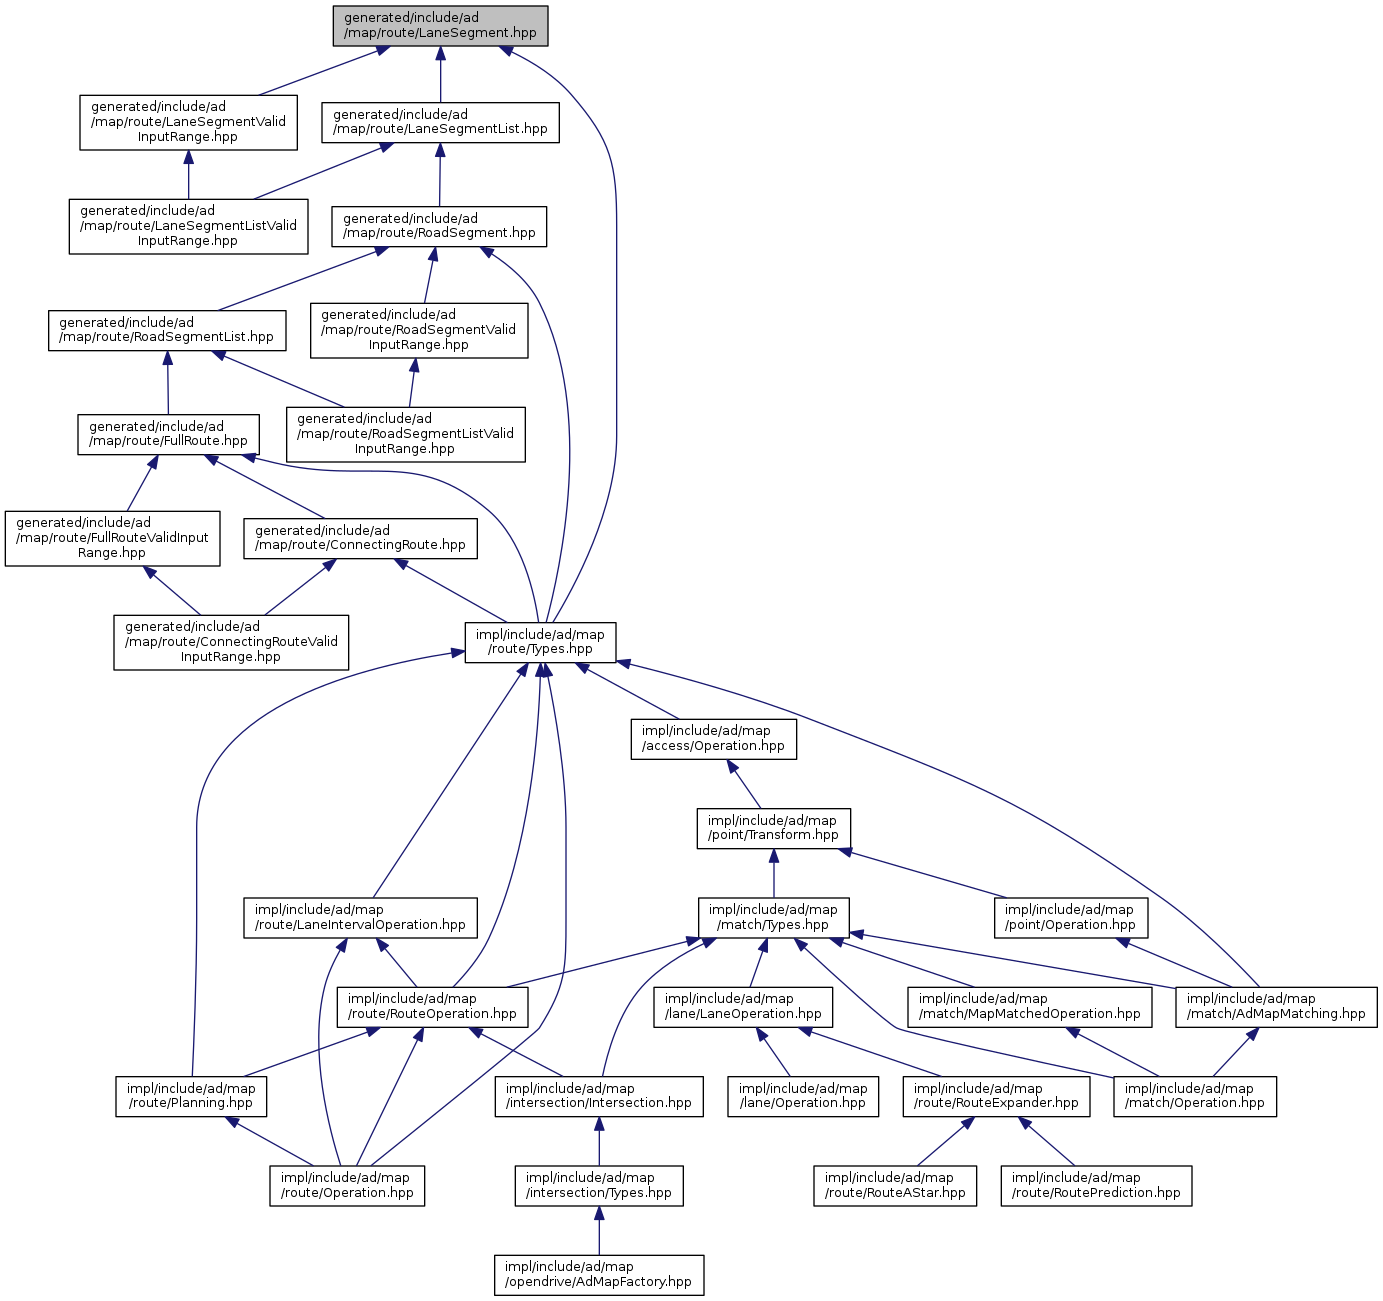 generated/include/ad
/map/route/LaneSegment.hpp
generated/include/ad
/map/route/LaneSegmentValid
InputRange.hpp
generated/include/ad
/map/route/LaneSegmentList.hpp
generated/include/ad
/map/route/LaneSegmentListValid
InputRange.hpp
generated/include/ad
/map/route/RoadSegment.hpp
generated/include/ad
/map/route/RoadSegmentList.hpp
generated/include/ad
/map/route/RoadSegmentValid
InputRange.hpp
generated/include/ad
/map/route/FullRoute.hpp
generated/include/ad
/map/route/RoadSegmentListValid
InputRange.hpp
generated/include/ad
/map/route/FullRouteValidInput
Range.hpp
generated/include/ad
/map/route/ConnectingRoute.hpp
generated/include/ad
/map/route/ConnectingRouteValid
InputRange.hpp
impl/include/ad/map
/route/Types.hpp
impl/include/ad/map
/access/Operation.hpp
impl/include/ad/map
/point/Transform.hpp
impl/include/ad/map
/route/LaneIntervalOperation.hpp
impl/include/ad/map
/match/Types.hpp
impl/include/ad/map
/point/Operation.hpp
impl/include/ad/map
/route/RouteOperation.hpp
impl/include/ad/map
/lane/LaneOperation.hpp
impl/include/ad/map
/match/MapMatchedOperation.hpp
impl/include/ad/map
/match/AdMapMatching.hpp
impl/include/ad/map
/route/Planning.hpp
impl/include/ad/map
/intersection/Intersection.hpp
impl/include/ad/map
/lane/Operation.hpp
impl/include/ad/map
/route/RouteExpander.hpp
impl/include/ad/map
/match/Operation.hpp
impl/include/ad/map
/route/Operation.hpp
impl/include/ad/map
/intersection/Types.hpp
impl/include/ad/map
/route/RouteAStar.hpp
impl/include/ad/map
/route/RoutePrediction.hpp
impl/include/ad/map
/opendrive/AdMapFactory.hpp